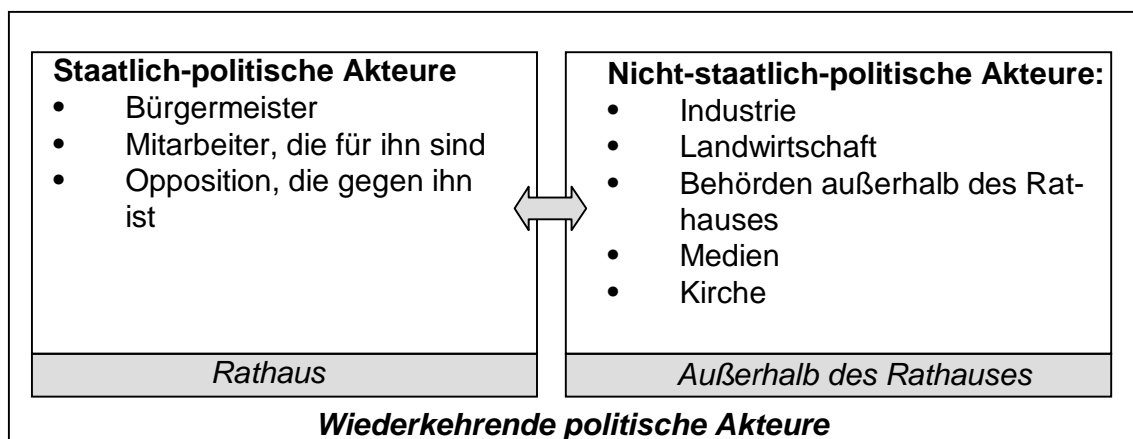 Staatlich-politische Akteure
• Bürgermeister
• Mitarbeiter, die für ihn sind
• Opposition, die gegen ihn
ist
Rathaus
Nicht-staatlich-politische Akteure:
• Industrie
• Landwirtschaft
• Behörden außerhalb des Rat-
hauses
• Medien
• Kirche
Außerhalb des Rathauses
Wiederkehrende politische Akteure